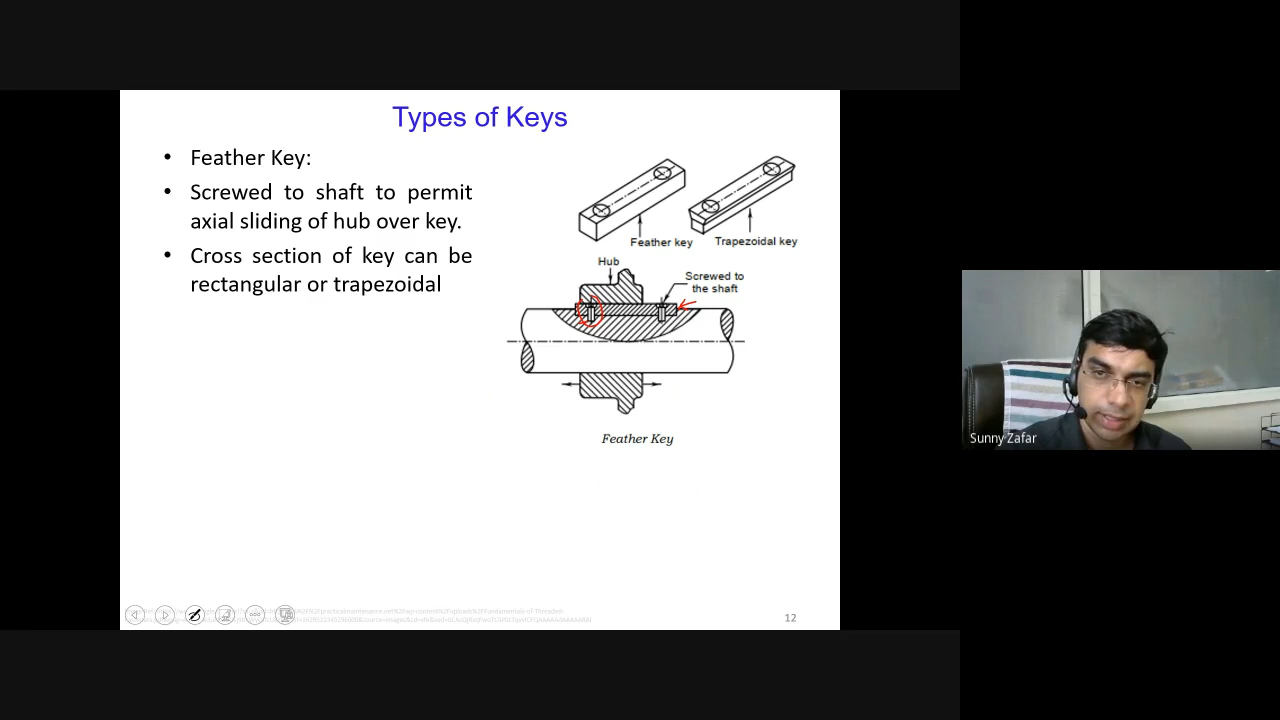 Types of Keys
• Feather Key:
• Screwed to shaft to permit
axial sliding of hub over key.
• Cross section of key can be
rectangular or trapezoidal
Feather key
Trapezoidal key
Hub
Screwed to
the shaft
Feather Key
12
Sunny Zafar